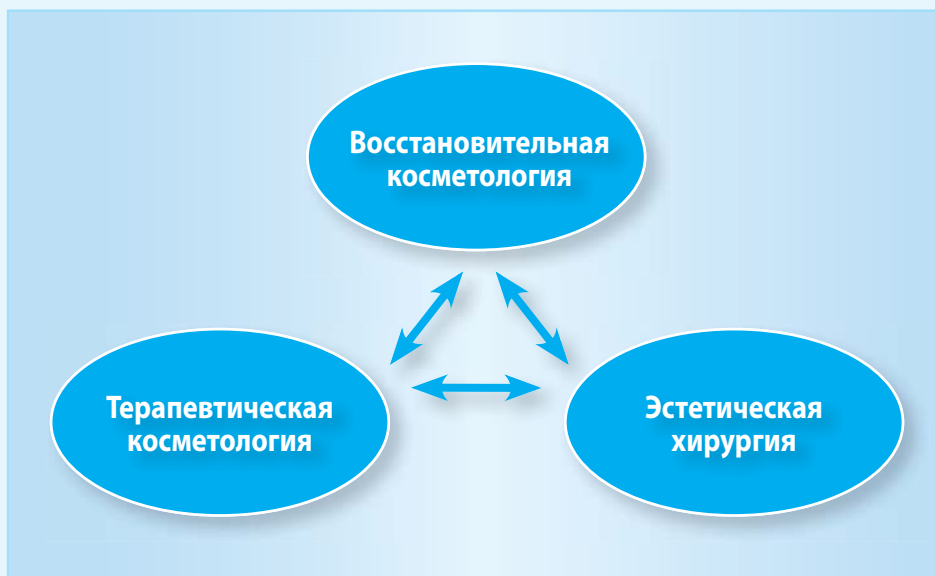 Восстановительная
косметология
Терапевтическая
косметология
Эстетическая
хирургия